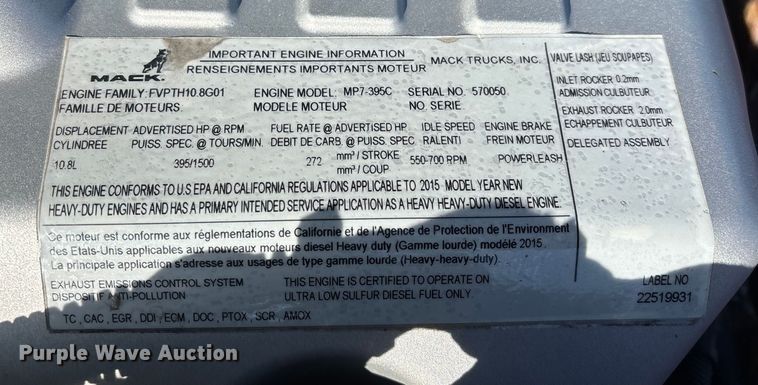 MACK.
IMPORTANT ENGINE INFORMATION
RENSEIGNEMENTS IMPORTANTS MOTEUR
MACK TRUCKS, INC.
ENGINE FAMILY: FVPTH10.8G01 ENGINE MODEL: MP7-395C SERIAL NO. 570050
FAMILLE DE MOTEURS MODELE MOTEUR NO. SERIE.
DISPLACEMENT ADVERTISED HP @ RPM FUEL RATE @ ADVERTISED HP IDLE SPEED ENGINE BRAKE
CYLINDREE PUISS. SPEC. @ TOURS/MIN. DEBIT DE CARB. @ PUISS. SPEC RALENTI FREIN MOTEUR
10.8L 395/1500 272 mm³ / STROKE 550-700 RPM POWERLEASH
mm³ / COUP
THIS ENGINE CONFORMS TO U.S EPA AND CALIFORNIA REGULATIONS APPLICABLE TO 2015 MODEL YEAR NEW
HEAVY-DUTY ENGINES AND HAS A PRIMARY INTENDED SERVICE APPLICATION AS A HEAVY HEAVY-DUTY DIESEL ENGINE.
Ce moteur est conforme aux réglementations de Californie et de l'Agence de Protection de l'Environment
des Etats-Unis applicables aux nouveaux moteurs diesel Heavy duty (Gamme lourde) modélé 2015.
La principale application s'adresse aux usages de type gamme lourde (Heavy-heavy-duty).
EXHAUST EMISSIONS CONTROL SYSTEM THIS ENGINE IS CERTIFIED TO OPERATE ON
DISPOSITIF ANTI-POLLUTION ULTRA LOW SULFUR DIESEL FUEL ONLY.
TC , CAC , EGR , DDI , ECM , DOC , PTOX , SCR , AMOX
VALVE LASH (JEU SOUPAPES)
INLET ROCKER 0.2mm
ADMISSION CULBUTEUR
EXHAUST ROCKER 2.0mm
ECHAPPEMENT CULBUTEUR
DELEGATED ASSEMBLY
LABEL NO
22519931
Purple Wave Auction